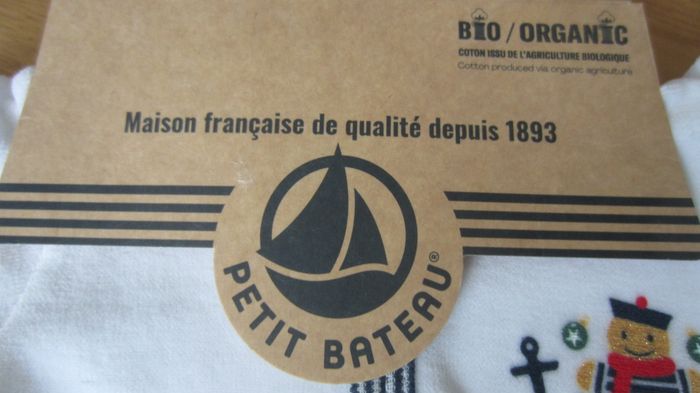 BIO / ORGANIC
COTON ISSU DE L'AGRICULTURE BIOLOGIQUE
Cotton produced via organic agriculture
Maison française de qualité depuis 1893
PETIT BATEAU®